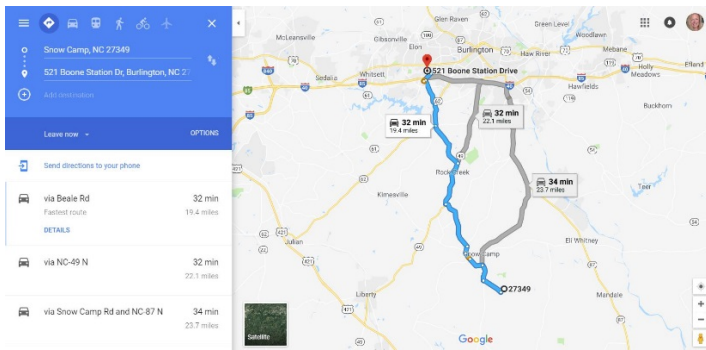 Snow Camp, NC 27349
521 Boone Station Dr, Burlington, NC 27
Add destination
Leave now
OPTIONS
Send directions to your phone
via Beale Rd
32 min
Fastest route
19.4 miles
DETAILS
via NC-49 N
32 min
22.1 miles
via Snow Camp Rd and NC-87 N
34 min
23.7 miles
Glen Raven
Green Level
McLeansville
Gibsonville
Woodlawn
Elon
Burlington
Haw River
Mebane
Efland
Holly
Meadows
Sedalia
Whitsett
521 Boone Station Drive
Hawfields
Buckhorn
32 min
19.4 miles
32 min
22.1 miles
34 min
23.7 miles
Rock Creek
Kimesville
Teer
Julian
Eli Whitney
Snow Camp
27349
Liberty
Mandale
Satellite
Google